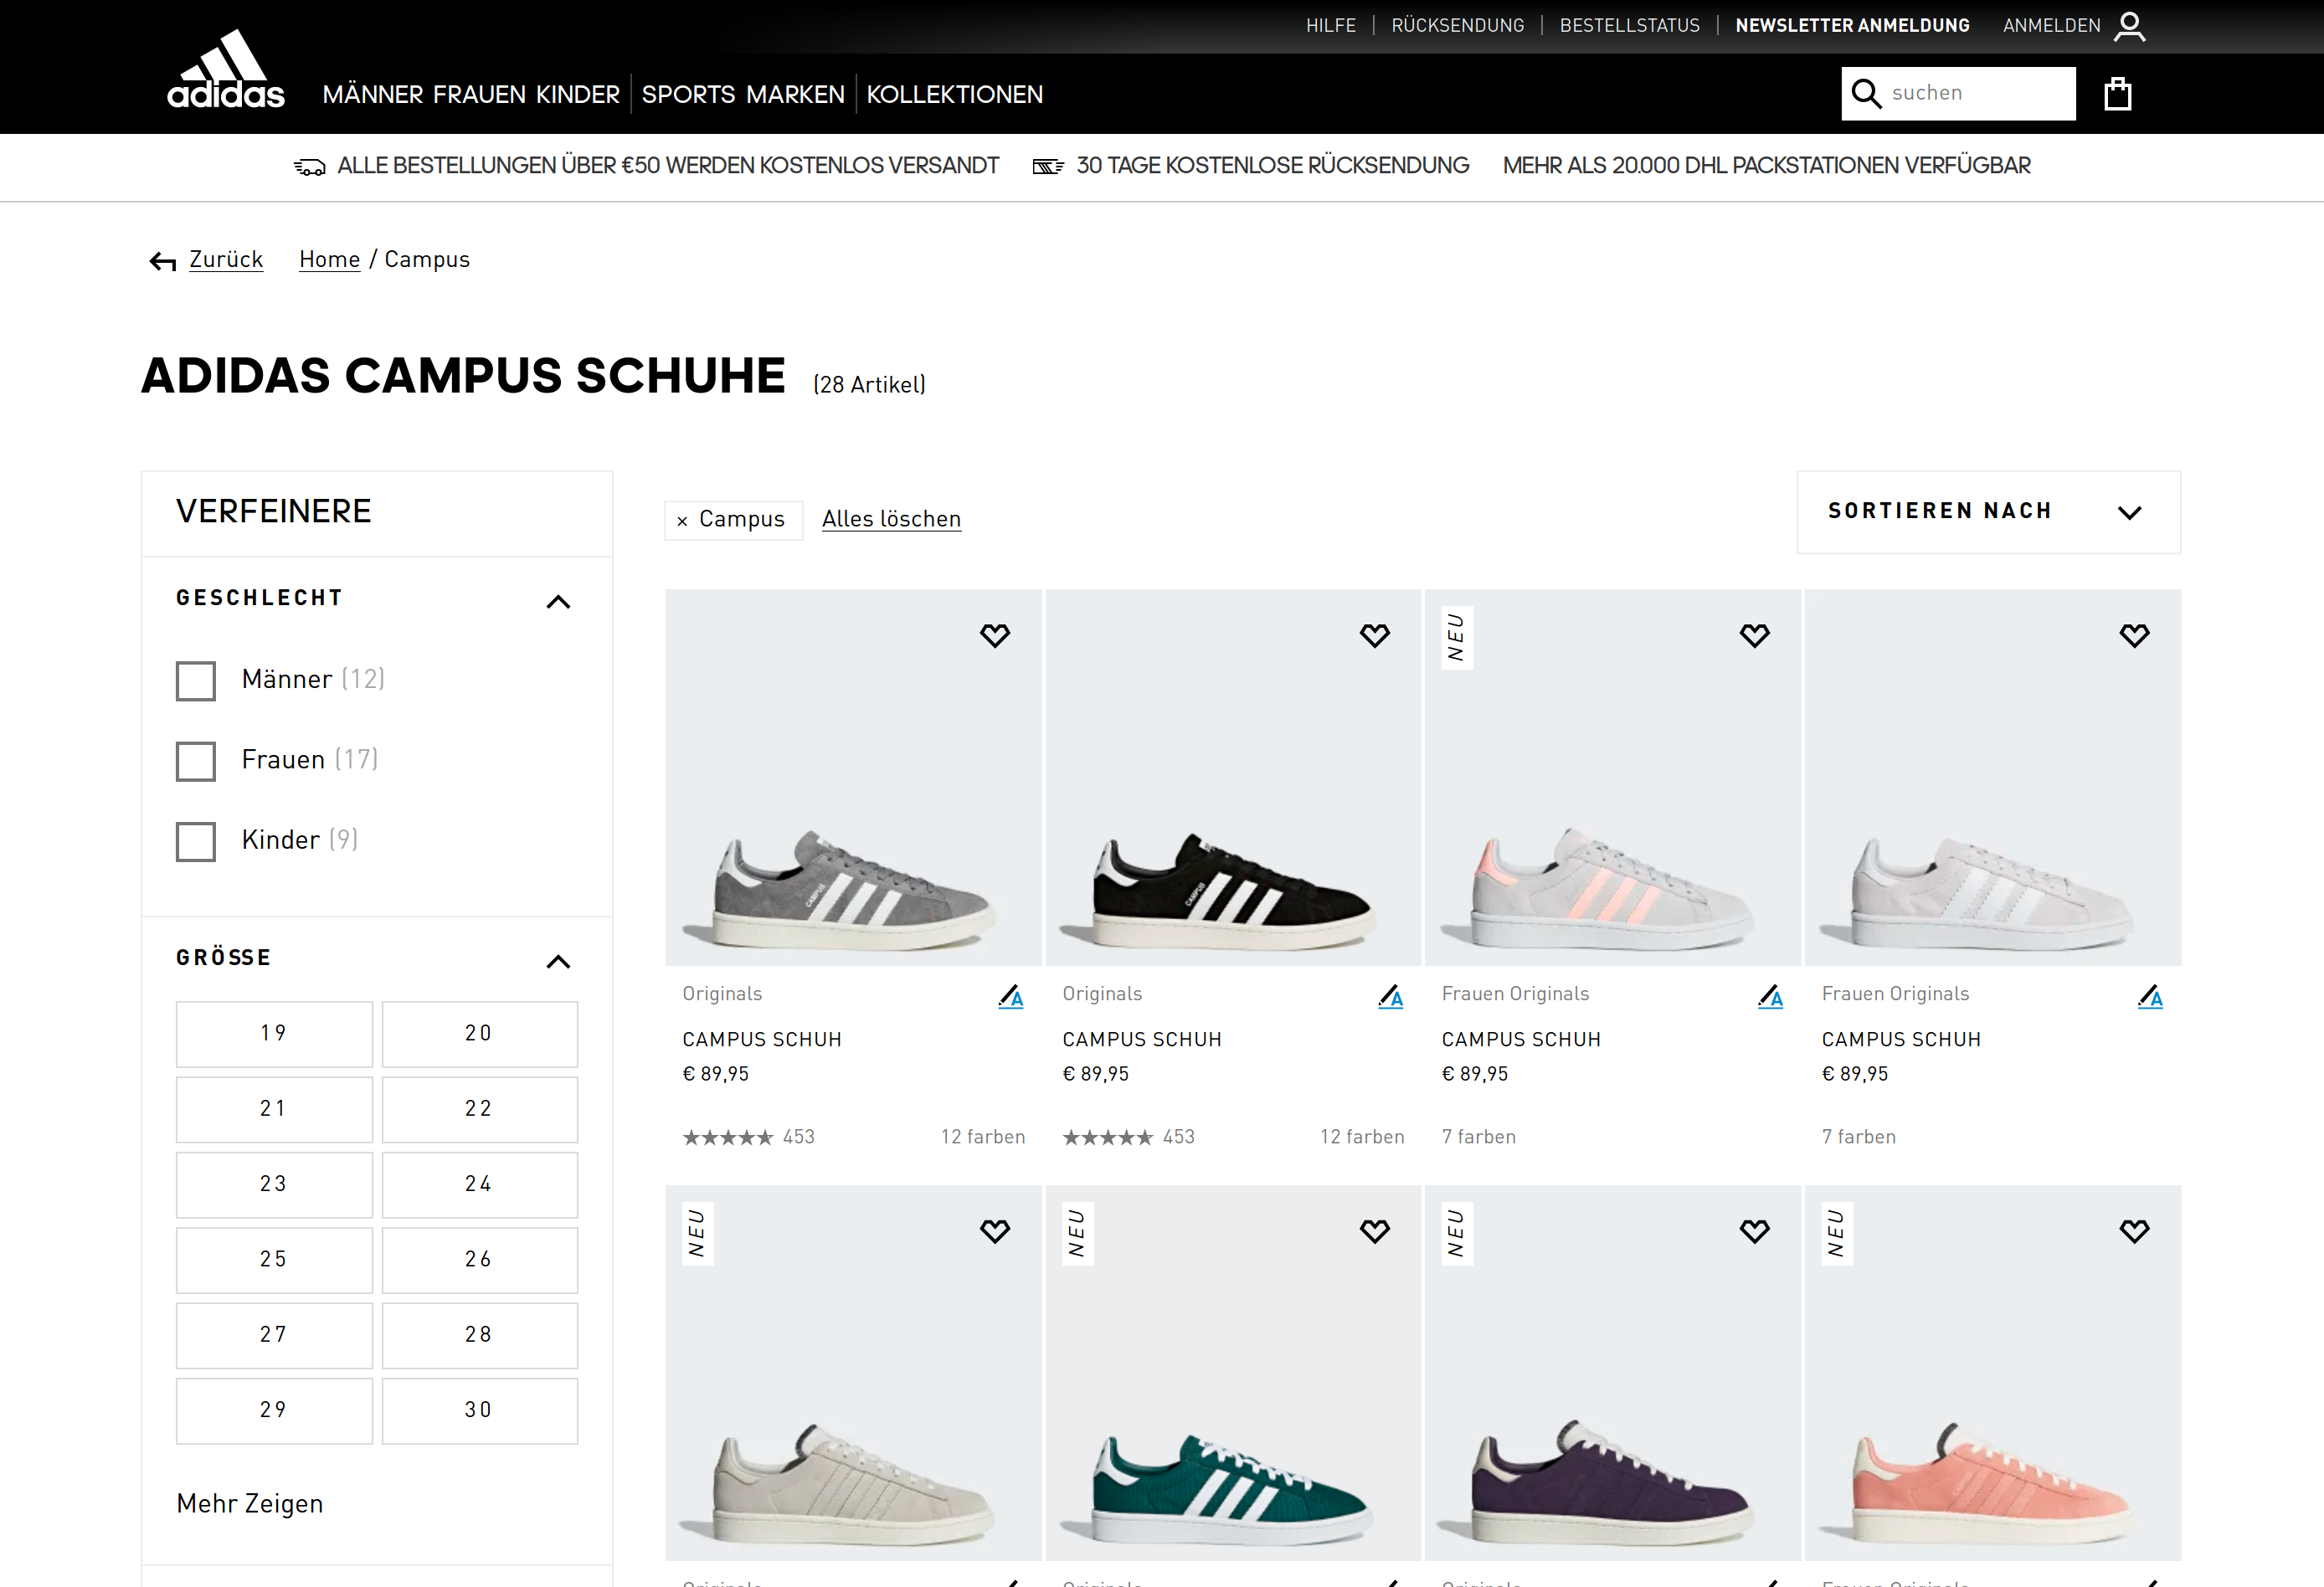 HILFE RÜCKSENDUNG BESTELLSTATUS NEWSLETTER ANMELDUNG ANMELDEN
adidas
MÄNNER FRAUEN KINDER SPORTS MARKEN KOLLEKTIONEN
suchen
ALLE BESTELLUNGEN ÜBER €50 WERDEN KOSTENLOS VERSANDT 30 TAGE KOSTENLOSE RÜCKSENDUNG MEHR ALS 20.000 DHL PACKSTATIONEN VERFÜGBAR
Zurück Home / Campus
ADIDAS CAMPUS SCHUHE (28 Artikel)
VERFEINERE
GESCHLECHT
Männer (12)
Frauen (17)
Kinder (9)
GRÖSSE
19 20
21 22
23 24
25 26
27 28
29 30
Mehr Zeigen
× Campus Alles löschen
SORTIEREN NACH
NEU
CAMPUS CAMPUS
Originals A Originals A Frauen Originals A Frauen Originals A
CAMPUS SCHUH CAMPUS SCHUH CAMPUS SCHUH CAMPUS SCHUH
€ 89,95 € 89,95 € 89,95 € 89,95
453 12 farben 453 12 farben 7 farben 7 farben
NEU NEU NEU NEU